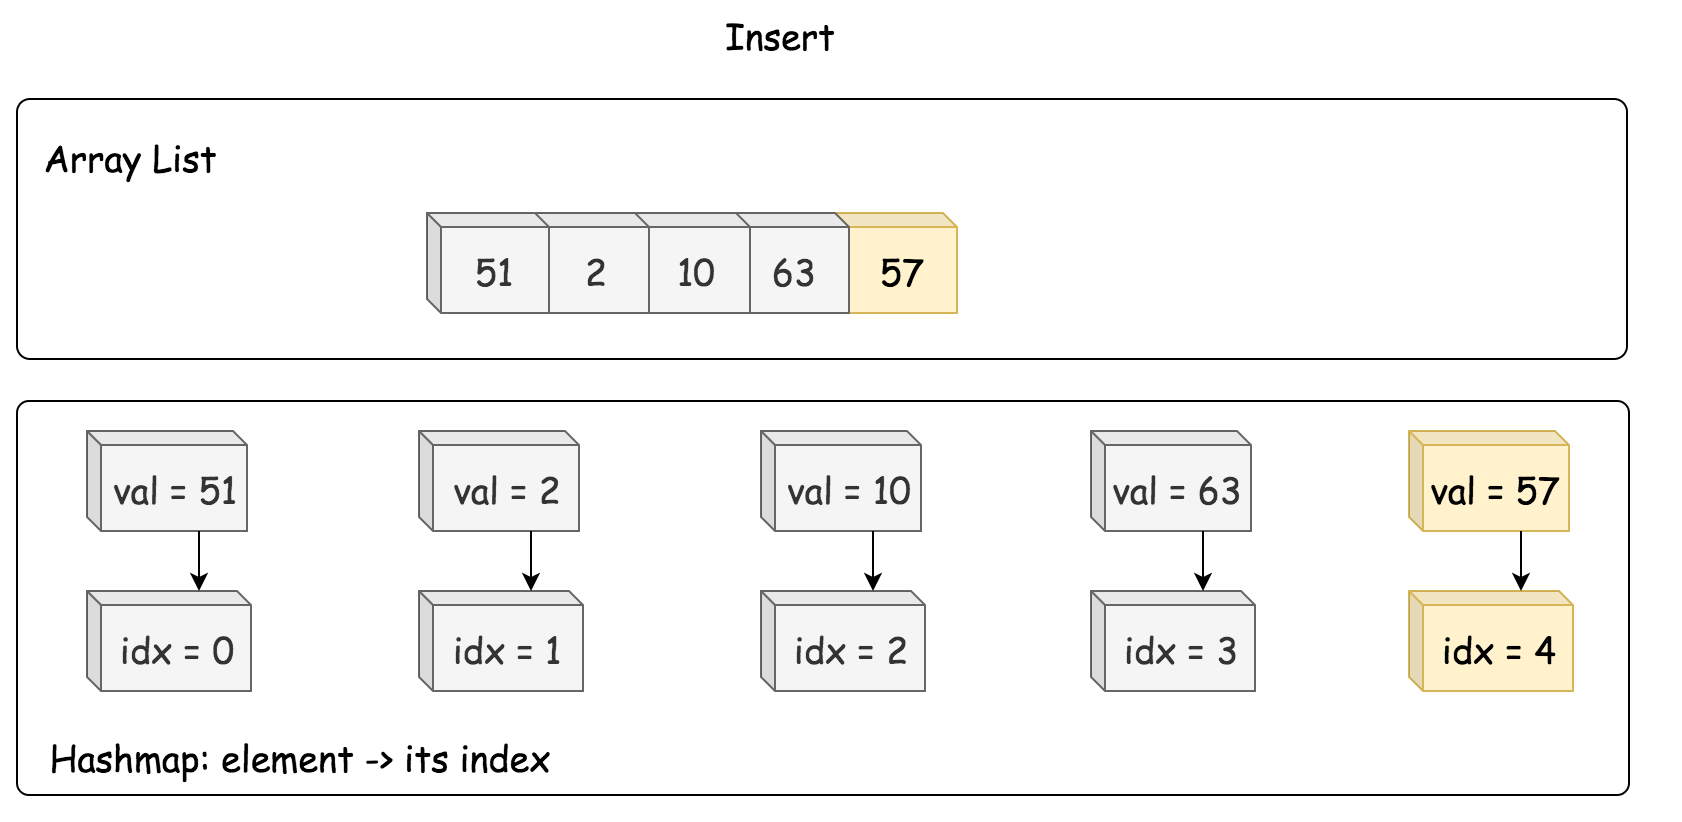 Insert
Array List
51 2 10 63 57
val = 51 val = 2 val = 10 val = 63 val = 57
idx = 0 idx = 1 idx = 2 idx = 3 idx = 4
Hashmap: element -> its index